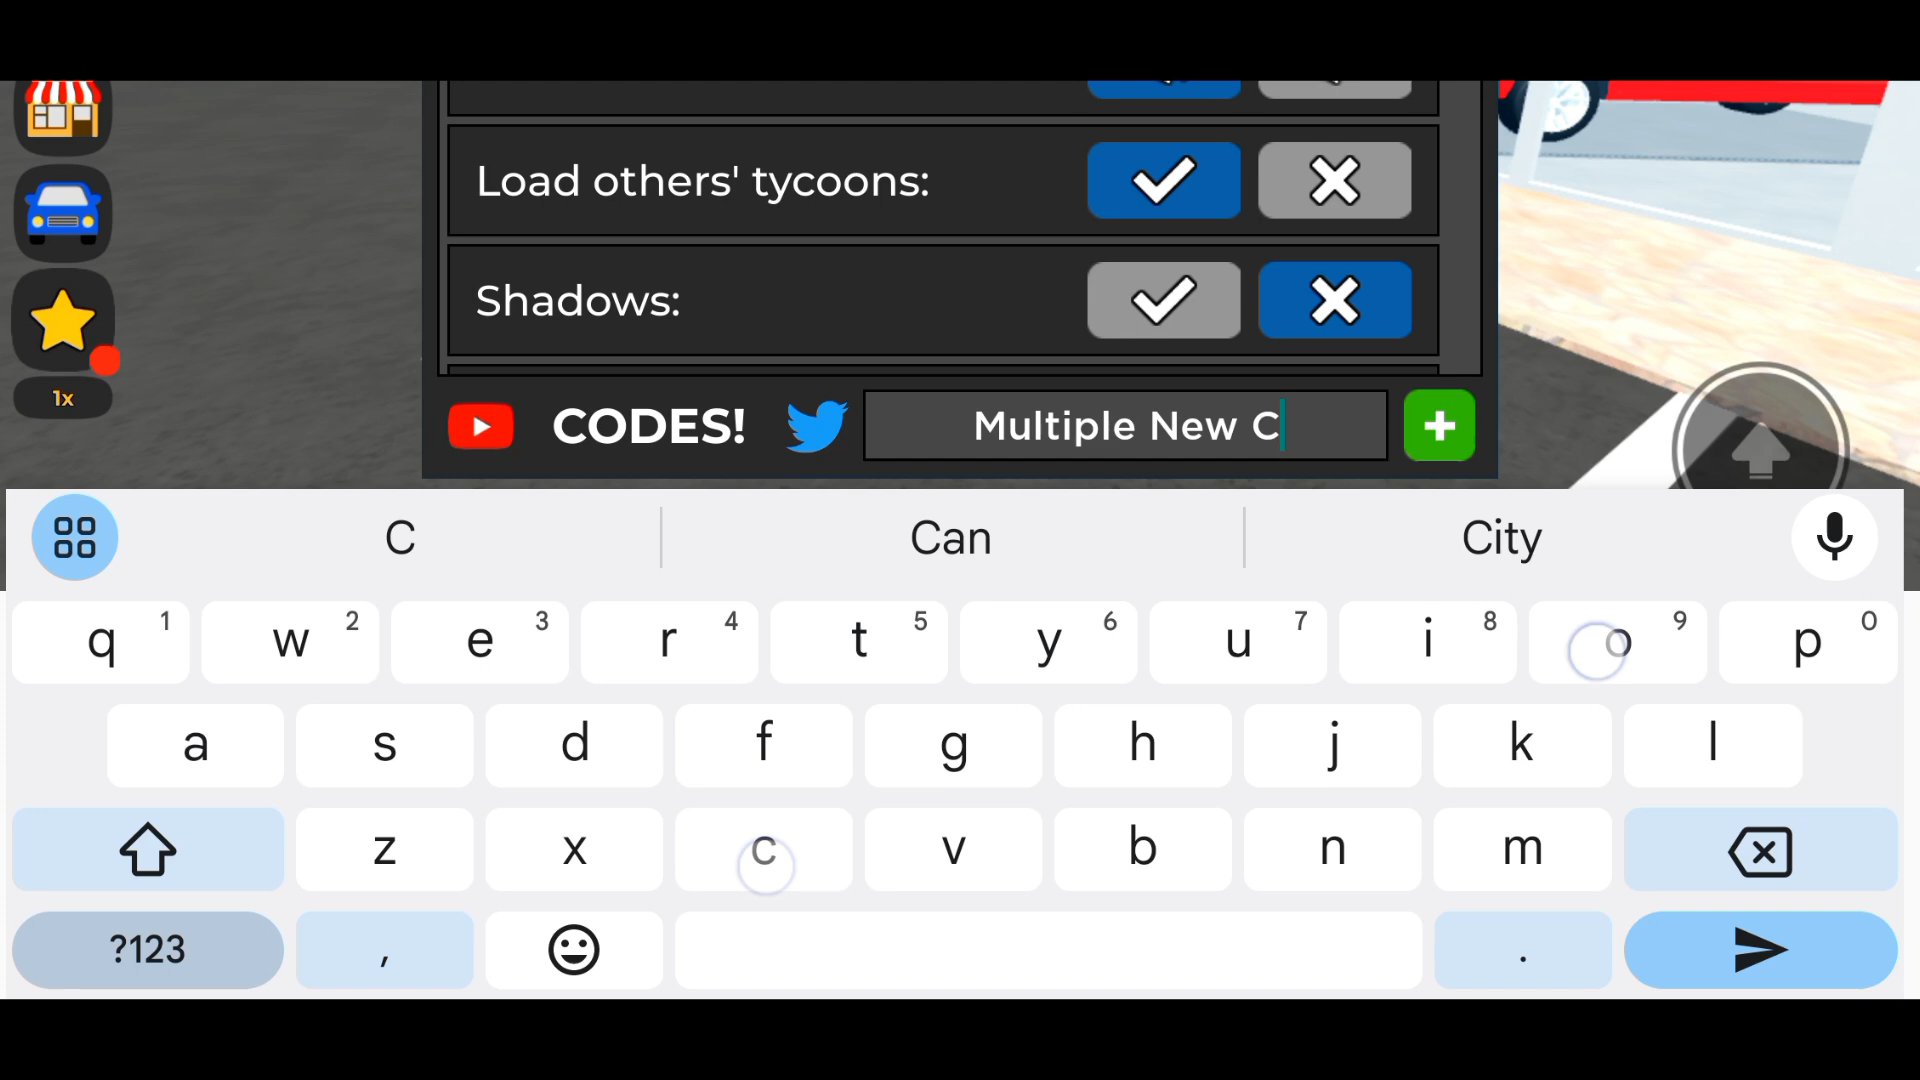 Load others' tycoons:
Shadows:
1x
CODES!
Multiple New C
C Can City
q 1 w 2 e 3 r 4 t 5 y 6 u 7 i 8 o 9 p 0
a s d f g h j k l
z x c v b n m
?123 , .